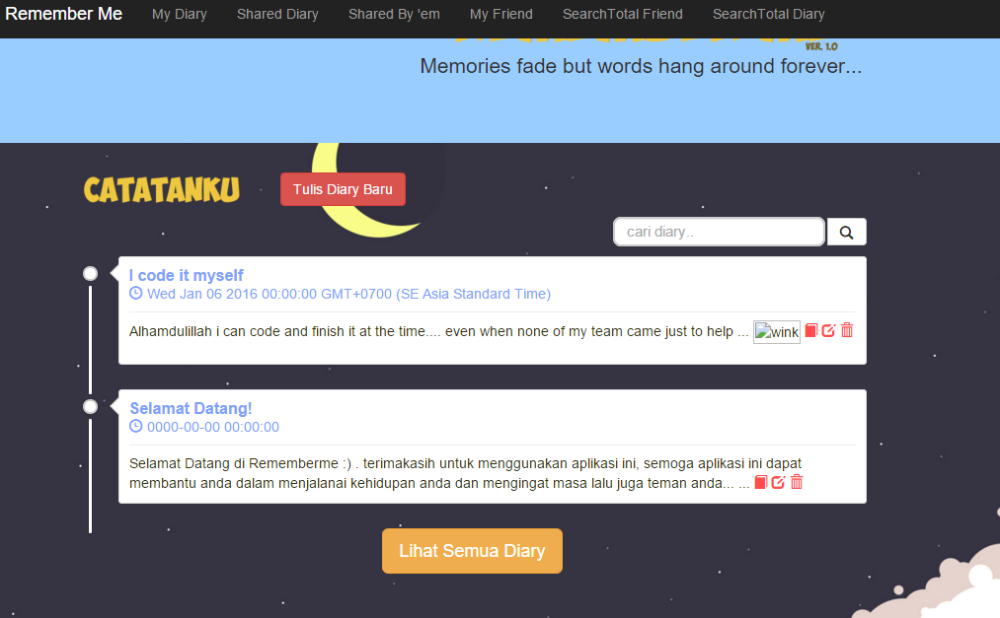 Remember Me My Diary Shared Diary Shared By 'em My Friend SearchTotal Friend SearchTotal Diary
VER. 1.0
Memories fade but words hang around forever...
CATATANKU
Tulis Diary Baru
cari diary..
I code it myself
Wed Jan 06 2016 00:00:00 GMT+0700 (SE Asia Standard Time)
Alhamdulillah i can code and finish it at the time.... even when none of my team came just to help ... wink
Selamat Datang!
0000-00-00 00:00:00
Selamat Datang di Rememberme :) . terimakasih untuk menggunakan aplikasi ini, semoga aplikasi ini dapat
membantu anda dalam menjalanai kehidupan anda dan mengingat masa lalu juga teman anda... ...
Lihat Semua Diary